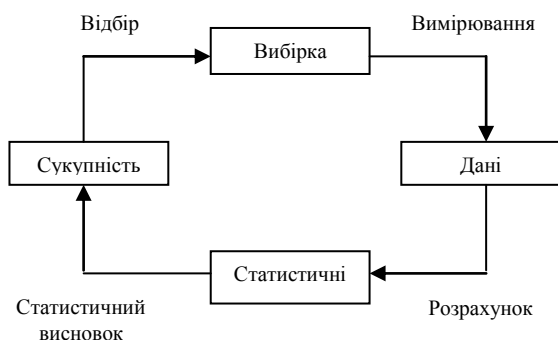 Відбір
Вимірювання
Вибірка
Сукупність
Дані
Статистичні
Статистичний
висновок
Розрахунок